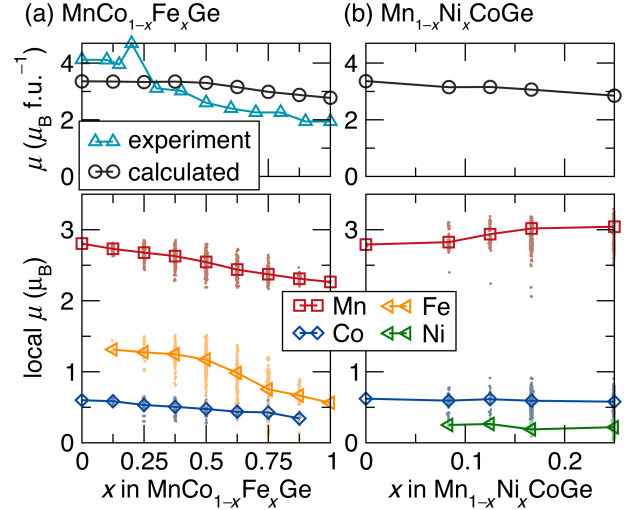 (a) MnCo1–xFexGe
(b) Mn1–xNixCoGe
μ (μB f.u.⁻¹)
4
2
0
experiment
calculated
4
2
0
local μ (μB)
3
2
1
0
3
2
1
0
Mn
Fe
Co
Ni
0
0.25
0.5
0.75
1
0
0.1
0.2
x in MnCo1–xFexGe
x in Mn1–xNixCoGe